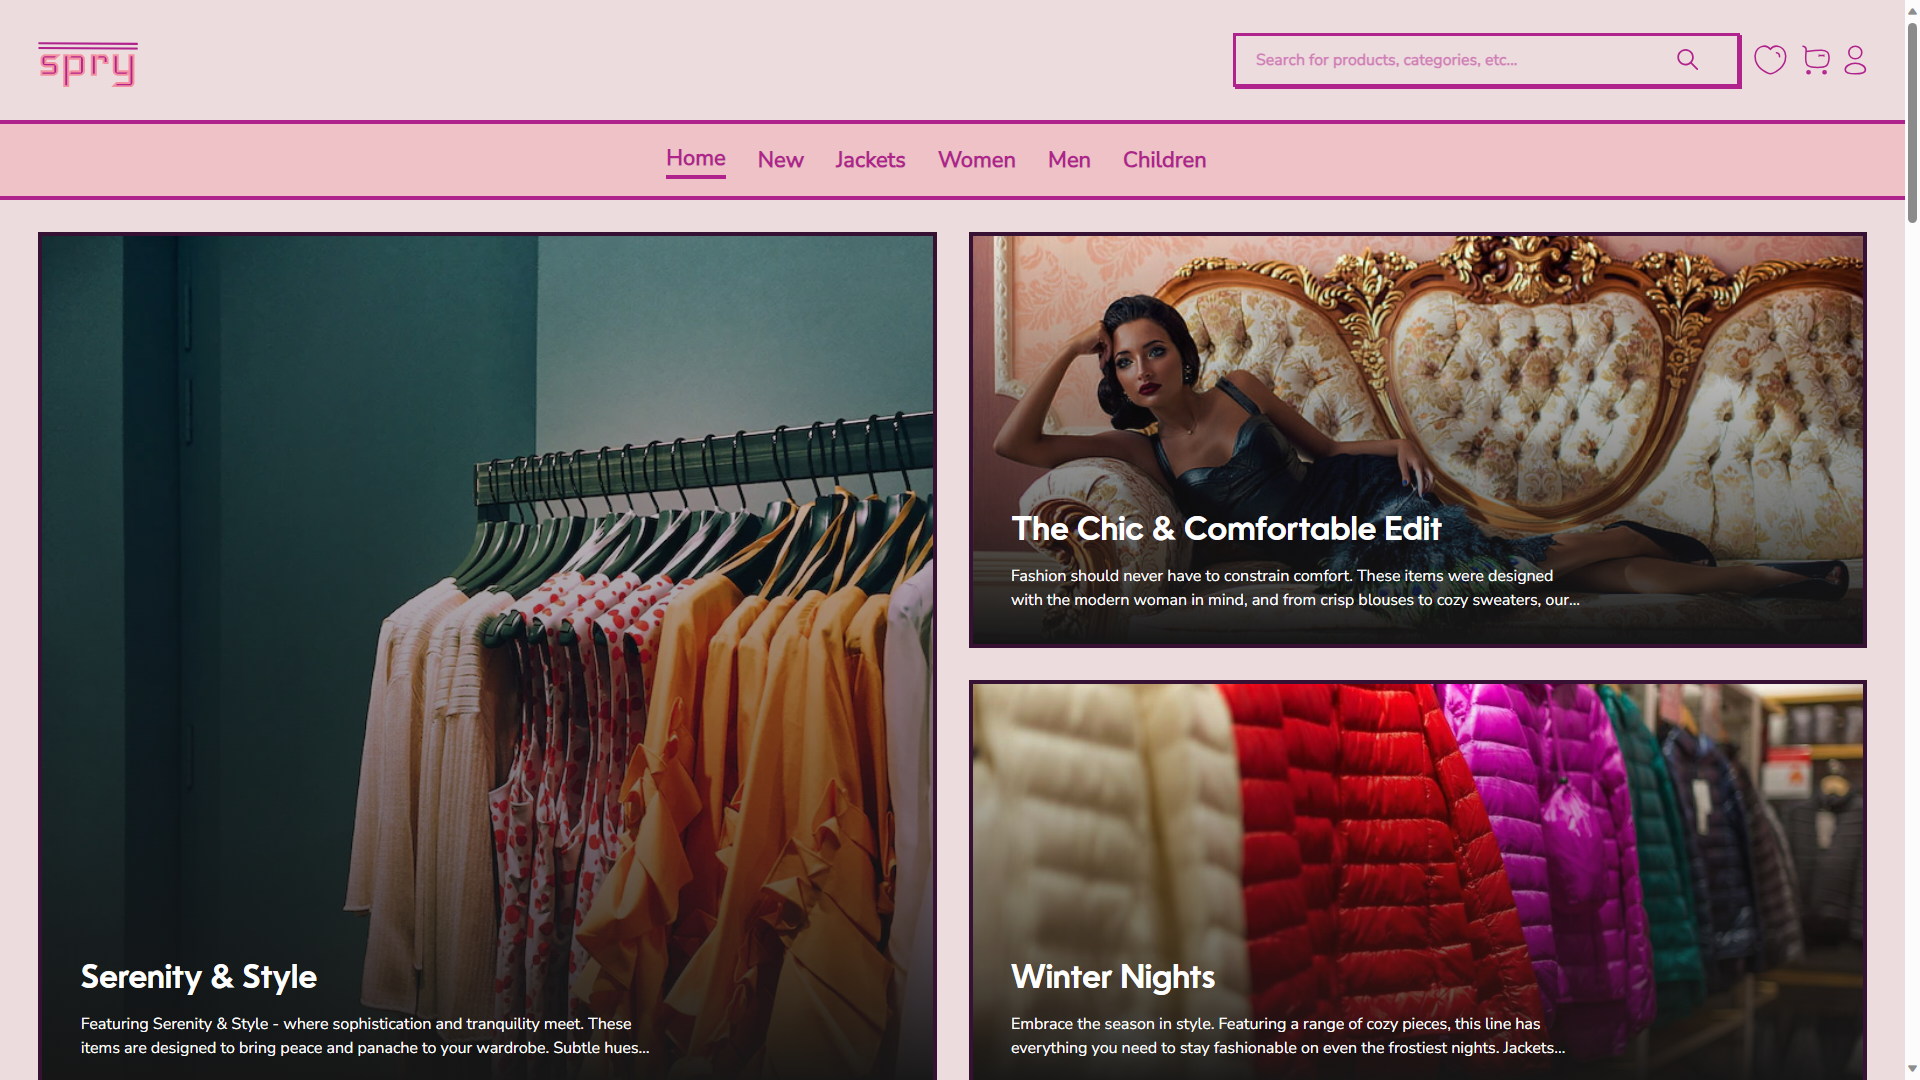 spry
Search for products, categories, etc...
Home New Jackets Women Men Children
The Chic & Comfortable Edit
Fashion should never have to constrain comfort. These items were designed
with the modern woman in mind, and from crisp blouses to cozy sweaters, our...
Serenity & Style
Featuring Serenity & Style - where sophistication and tranquility meet. These
items are designed to bring peace and panache to your wardrobe. Subtle hues...
Winter Nights
Embrace the season in style. Featuring a range of cozy pieces, this line has
everything you need to stay fashionable on even the frostiest nights. Jackets...